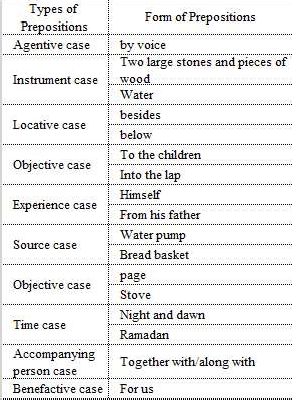 Types of Prepositions
Form of Prepositions
Agentive case
by voice
Instrument case
Two large stones and pieces of wood
Water
Locative case
besides
below
Objective case
To the children
Into the lap
Experience case
Himself
From his father
Source case
Water pump
Bread basket
Objective case
page
Stove
Time case
Night and dawn
Ramadan
Accompanying person case
Together with/along with
Benefactive case
For us